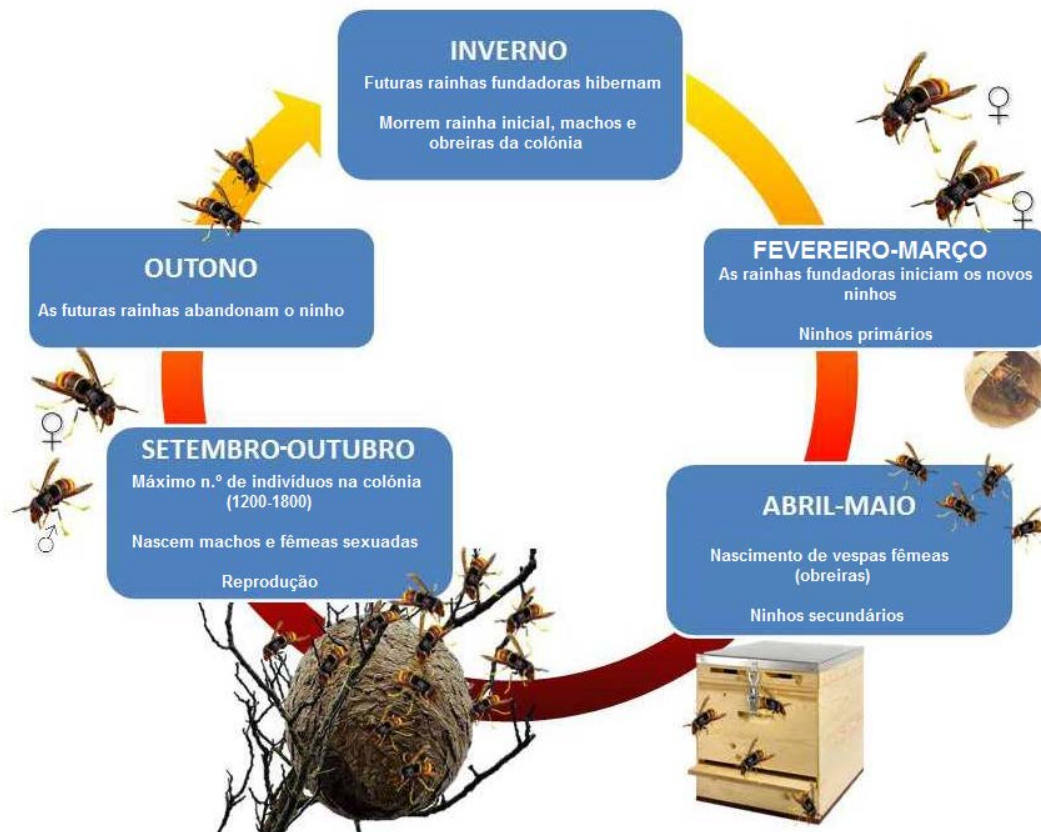 INVERNO
Futuras rainhas fundadoras hibernam
Morrem rainha inicial, machos e
obreiras da colónia
FEVEREIRO-MARÇO
As rainhas fundadoras iniciam os novos
ninhos
Ninhos primários
ABRIL-MAIO
Nascimento de vespas fêmeas
(obreiras)
Ninhos secundários
SETEMBRO-OUTUBRO
Máximo n.º de indivíduos na colónia
(1200-1800)
Nascem machos e fêmeas sexuadas
Reprodução
OUTONO
As futuras rainhas abandonam o ninho